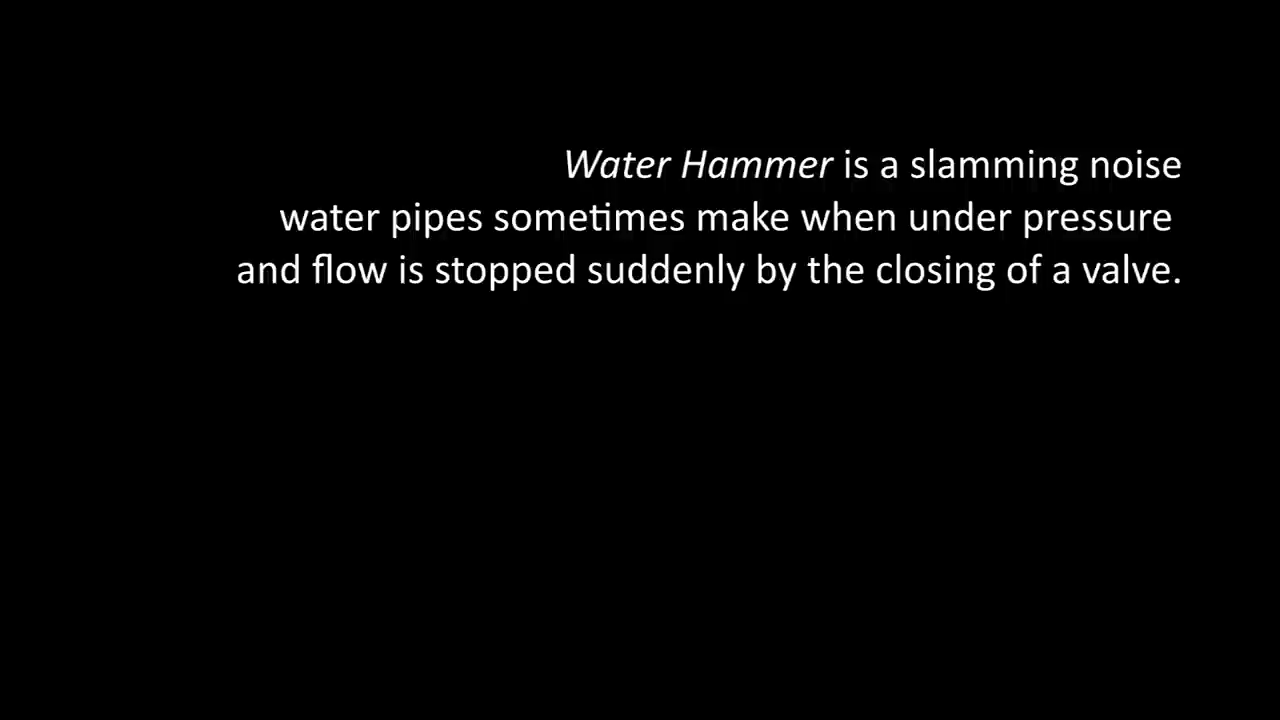 Water Hammer is a slamming noise
water pipes sometimes make when under pressure
and flow is stopped suddenly by the closing of a valve.